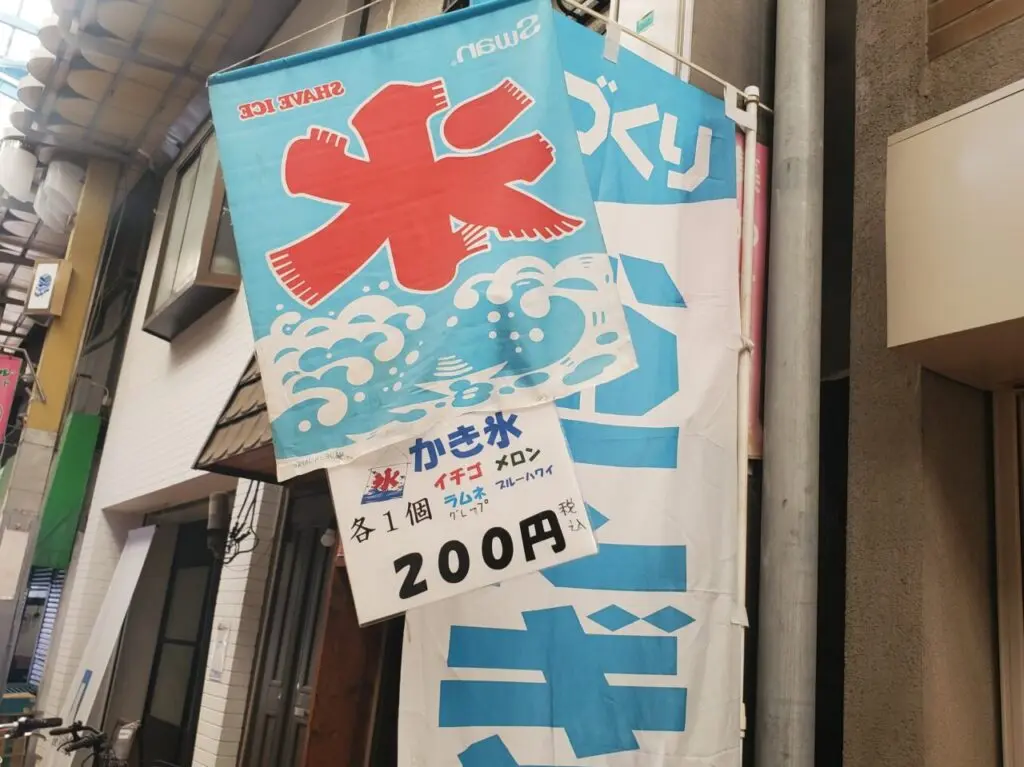 Swan
SHAVE ICE
氷
づくり
かき氷
氷
イチゴ メロン
ラムネ ブルーハワイ
グレープ
各1個
200円
税込
ギ